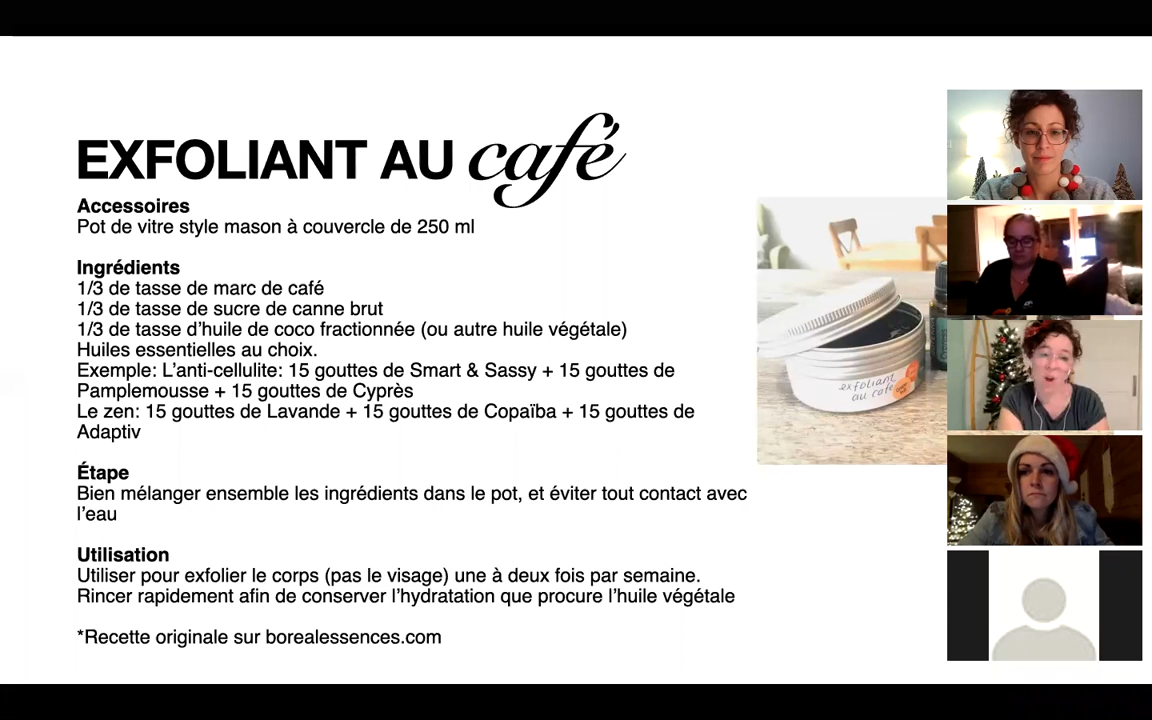 EXFOLIANT AU café
Accessoires
Pot de vitre style mason à couvercle de 250 ml
Ingrédients
1/3 de tasse de marc de café
1/3 de tasse de sucre de canne brut
1/3 de tasse d’huile de coco fractionnée (ou autre huile végétale)
Huiles essentielles au choix.
Exemple: L’anti-cellulite: 15 gouttes de Smart & Sassy + 15 gouttes de
Pamplemousse + 15 gouttes de Cyprès
Le zen: 15 gouttes de Lavande + 15 gouttes de Copaïba + 15 gouttes de
Adaptiv
Étape
Bien mélanger ensemble les ingrédients dans le pot, et éviter tout contact avec
l’eau
Utilisation
Utiliser pour exfolier le corps (pas le visage) une à deux fois par semaine.
Rincer rapidement afin de conserver l’hydratation que procure l’huile végétale
*Recette originale sur borealessences.com
exfoliant
au café